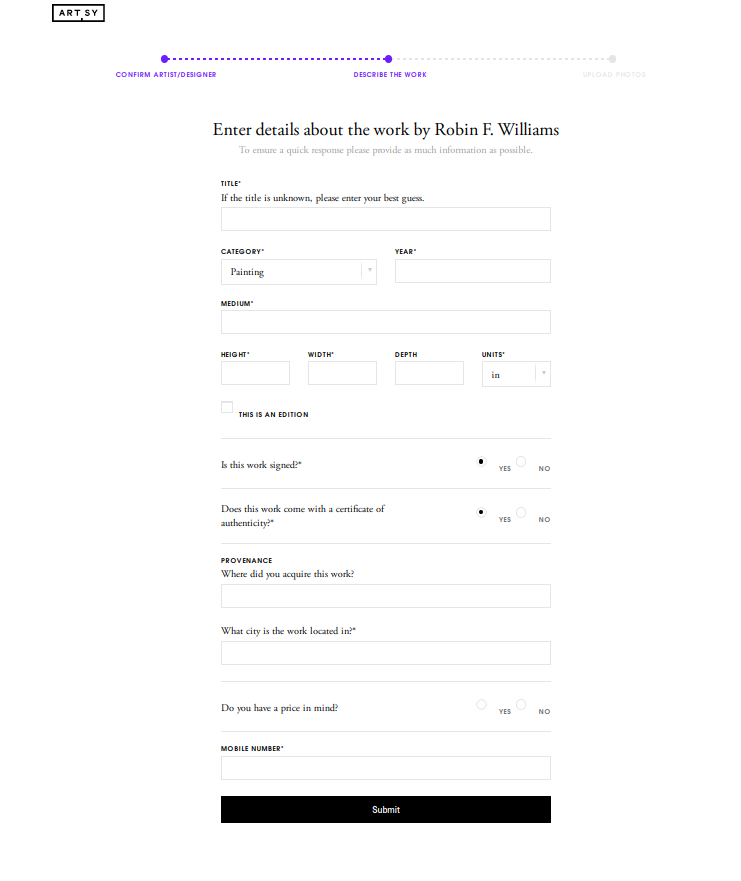 ARTSY
CONFIRM ARTIST/DESIGNER DESCRIBE THE WORK UPLOAD PHOTOS
Enter details about the work by Robin F. Williams
To ensure a quick response please provide as much information as possible.
TITLE*
If the title is unknown, please enter your best guess.
CATEGORY* YEAR*
Painting
MEDIUM*
HEIGHT* WIDTH* DEPTH UNITS*
in
THIS IS AN EDITION
Is this work signed?* YES NO
Does this work come with a certificate of
authenticity?* YES NO
PROVENANCE
Where did you acquire this work?
What city is the work located in?*
Do you have a price in mind? YES NO
MOBILE NUMBER*
Submit